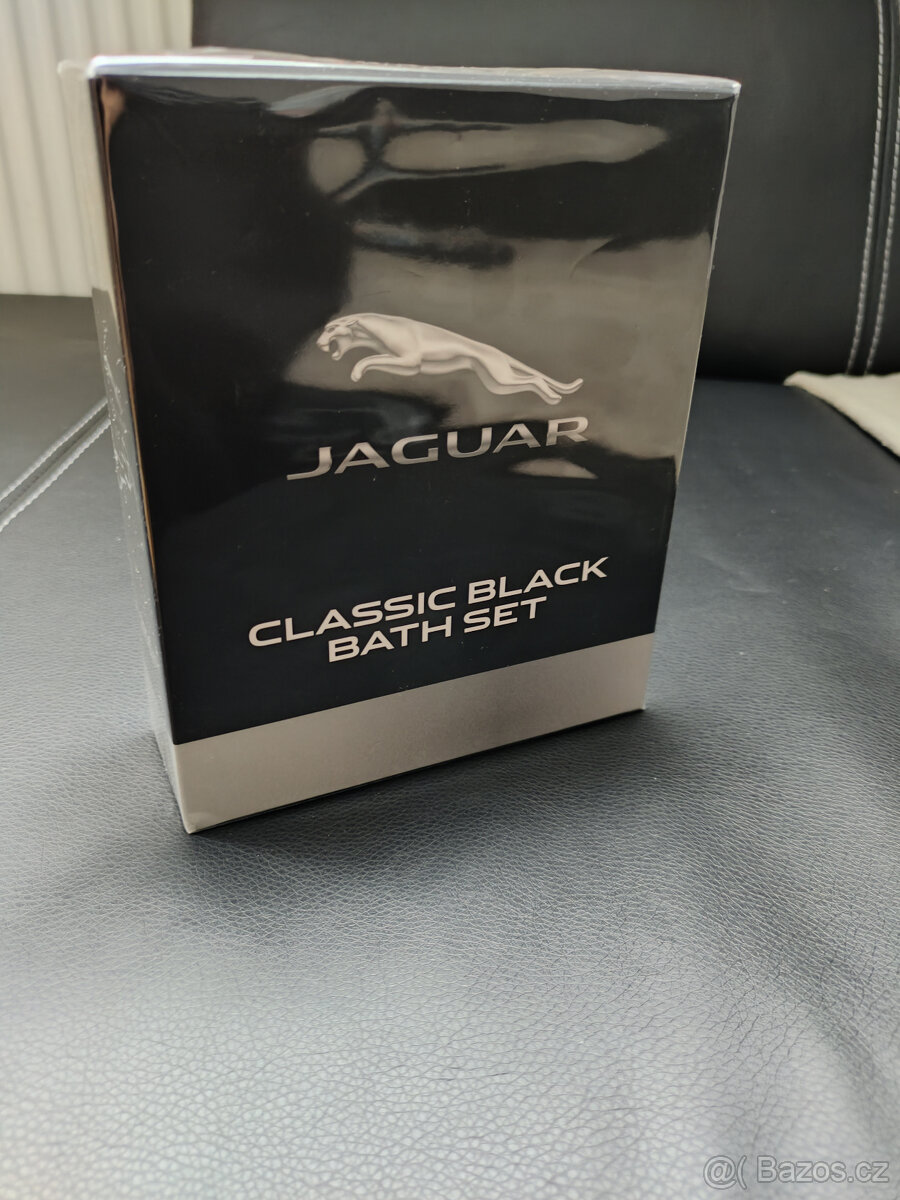 JAGUAR
CLASSIC BLACK
BATH SET
@( Bazos.cz